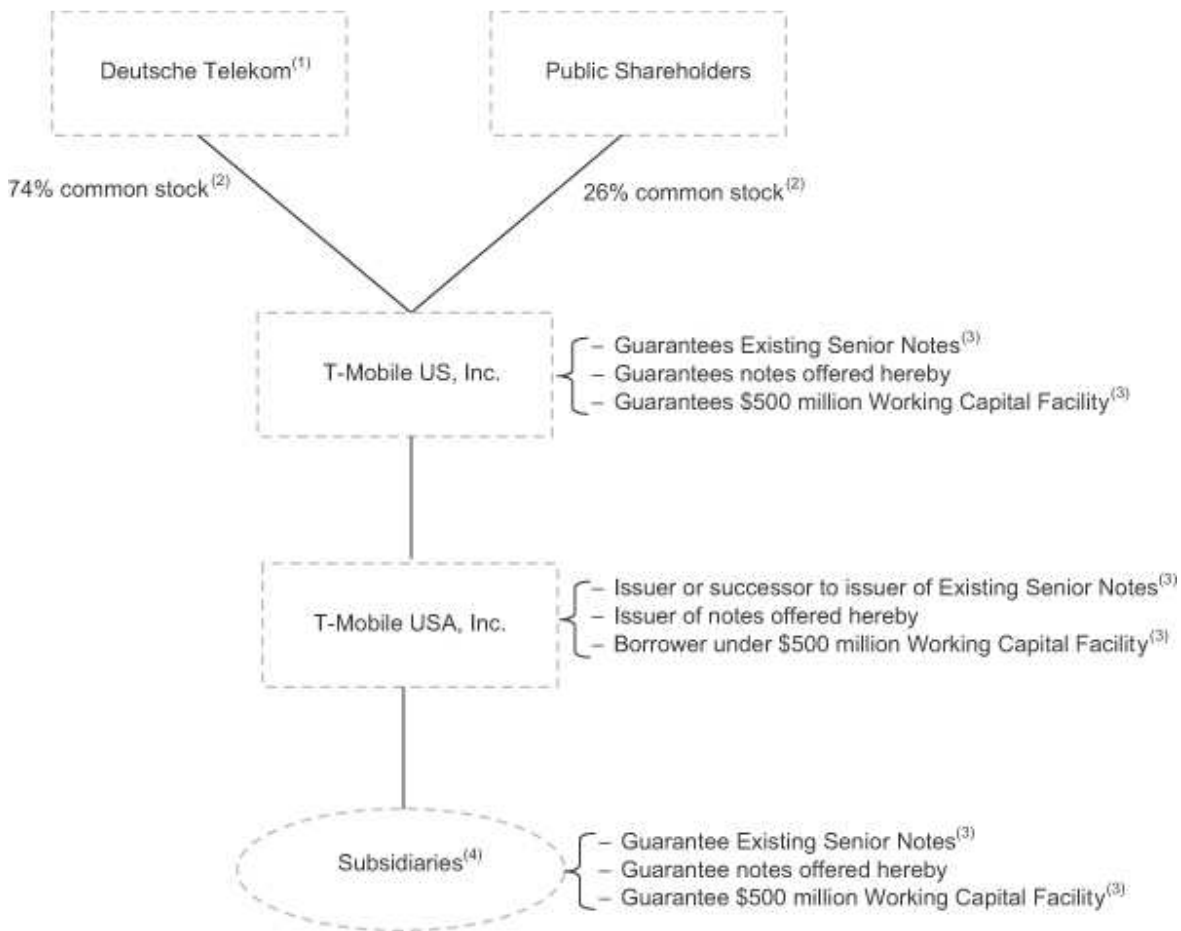 Deutsche Telekom(1)
Public Shareholders
74% common stock(2)
26% common stock(2)
T-Mobile US, Inc.
– Guarantees Existing Senior Notes(3)
– Guarantees notes offered hereby
– Guarantees $500 million Working Capital Facility(3)
T-Mobile USA, Inc.
– Issuer or successor to issuer of Existing Senior Notes(3)
– Issuer of notes offered hereby
– Borrower under $500 million Working Capital Facility(3)
Subsidiaries(4)
– Guarantee Existing Senior Notes(3)
– Guarantee notes offered hereby
– Guarantee $500 million Working Capital Facility(3)